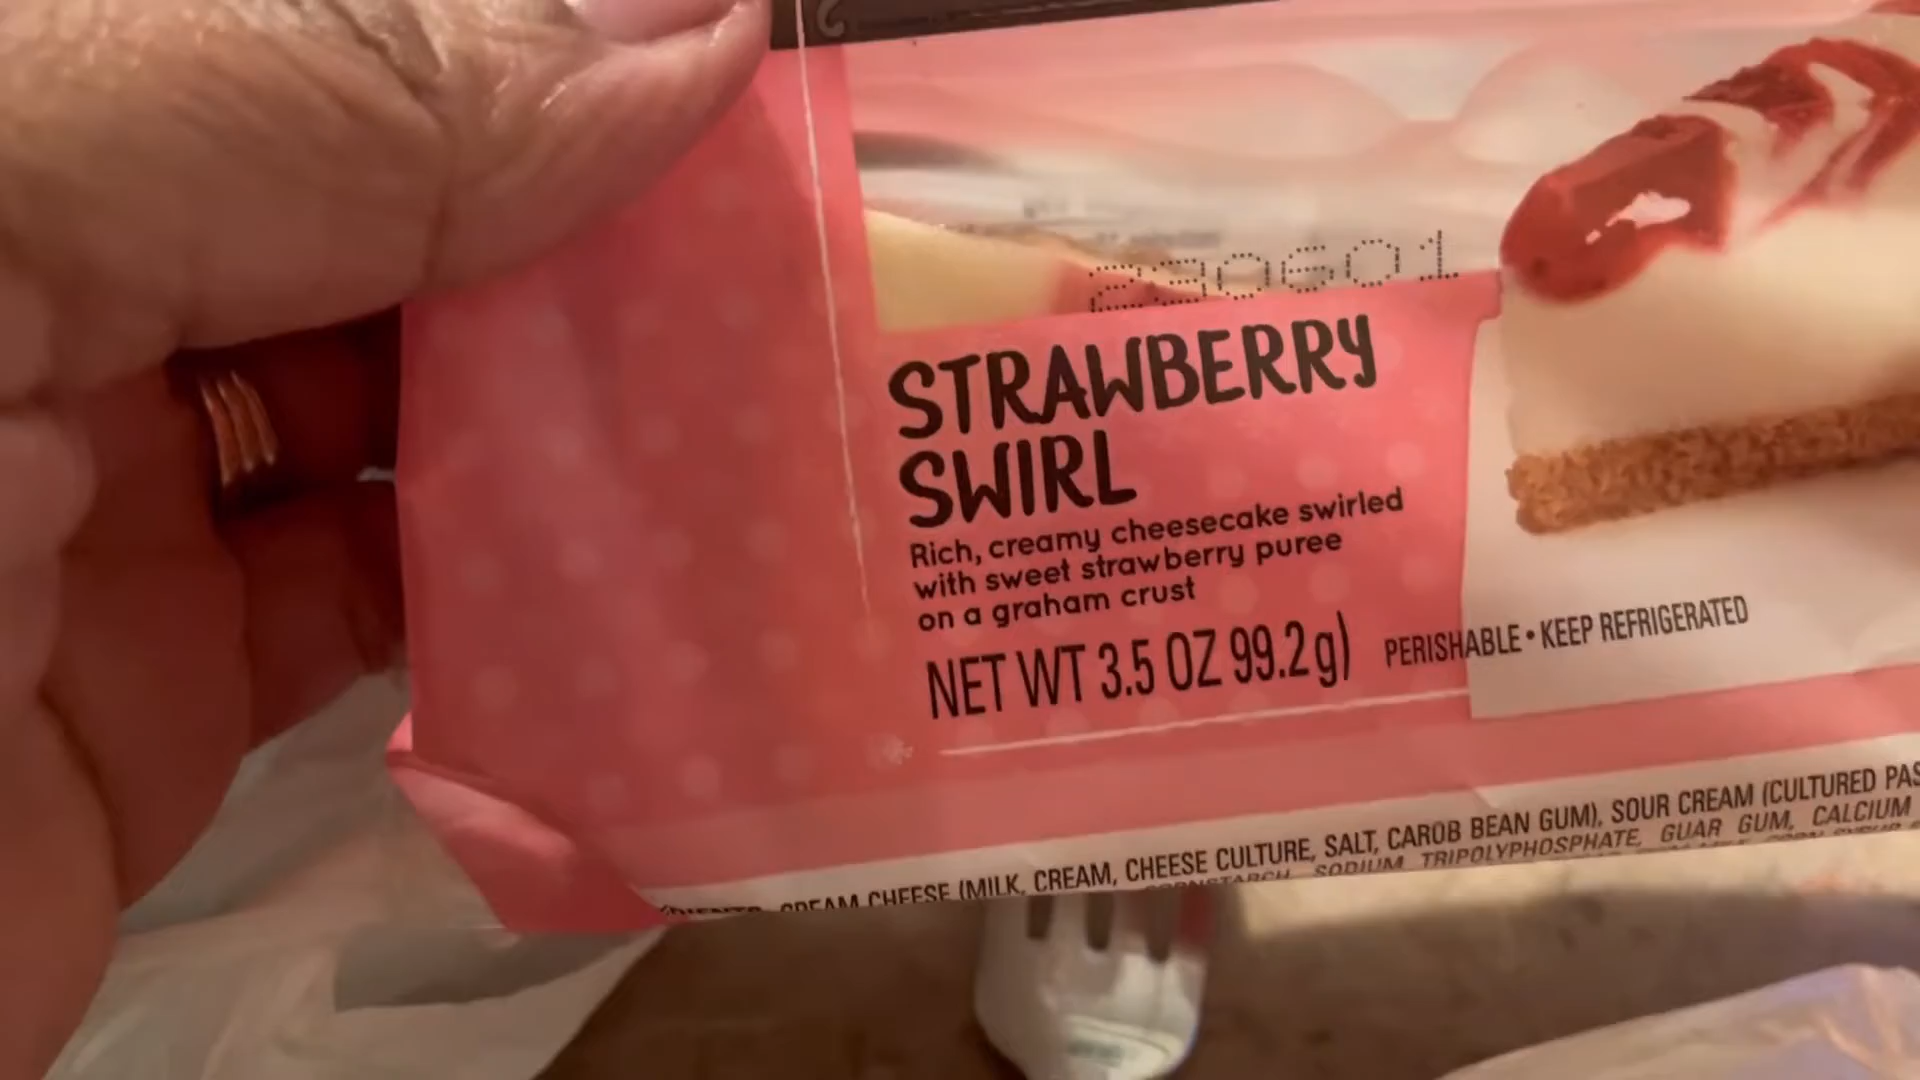 230601
STRAWBERRY
SWIRL
Rich, creamy cheesecake swirled
with sweet strawberry puree
on a graham crust
NET WT 3.5 OZ 99.2g)
PERISHABLE • KEEP REFRIGERATED
CREAM CHEESE (MILK, CREAM, CHEESE CULTURE, SALT, CAROB BEAN GUM), SOUR CREAM (CULTURED PAS
CORNSTARCH, SODIUM TRIPOLYPHOSPHATE, GUAR GUM, CALCIUM